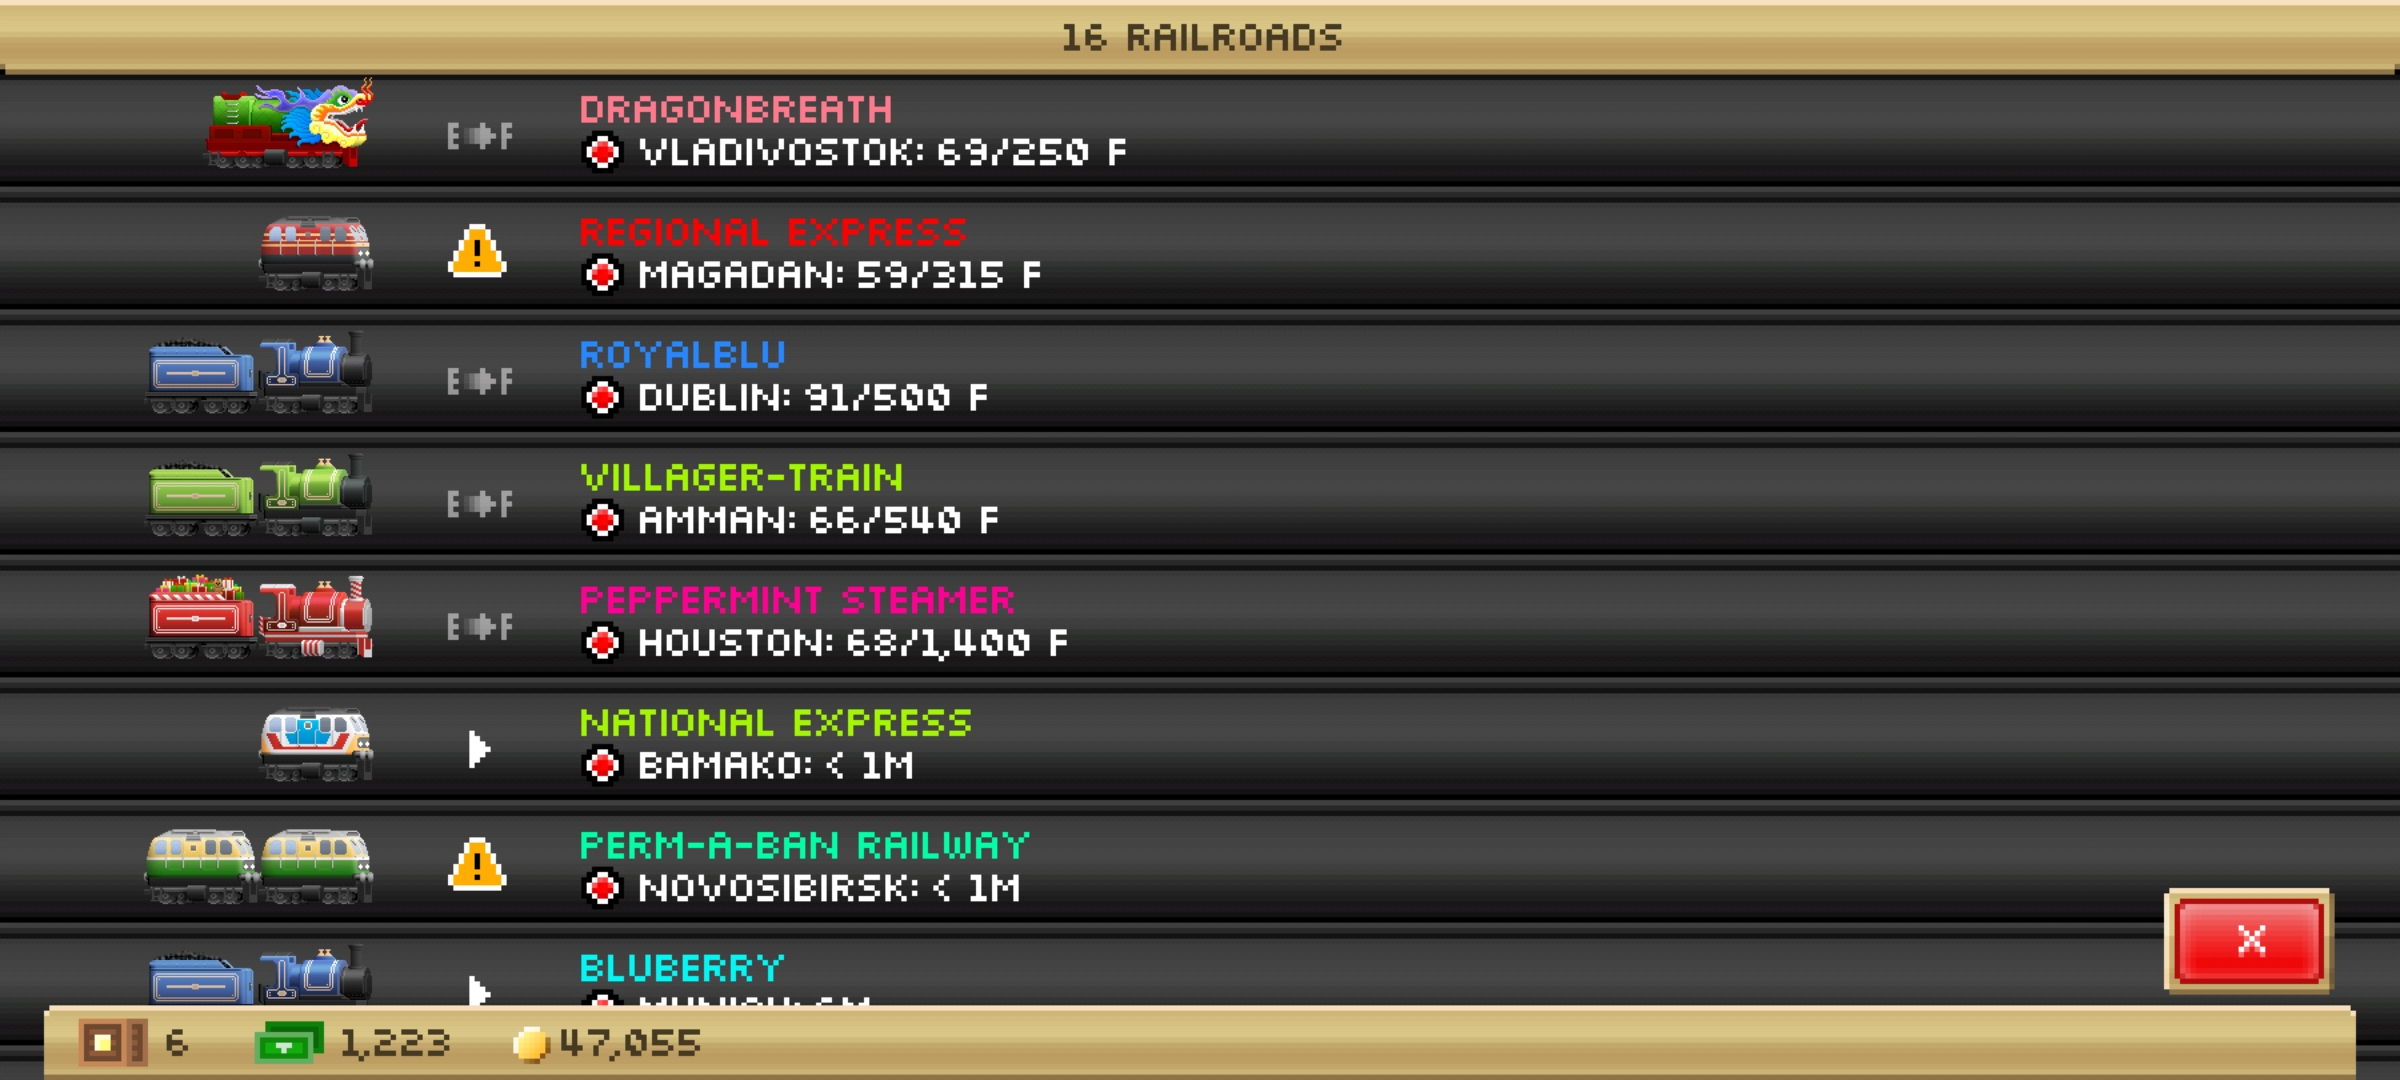 16 RAILROADS
DRAGONBREATH
E F
VLADIVOSTOK: 69/250 F
REGIONAL EXPRESS
MAGADAN: 59/315 F
ROYALBLU
E F
DUBLIN: 91/500 F
VILLAGER-TRAIN
E F
AMMAN: 66/540 F
PEPPERMINT STEAMER
E F
HOUSTON: 68/1,400 F
NATIONAL EXPRESS
BAMAKO: < 1M
PERM-A-BAN RAILWAY
NOVOSIBIRSK: < 1M
BLUBERRY
X
6 1,223 47,055